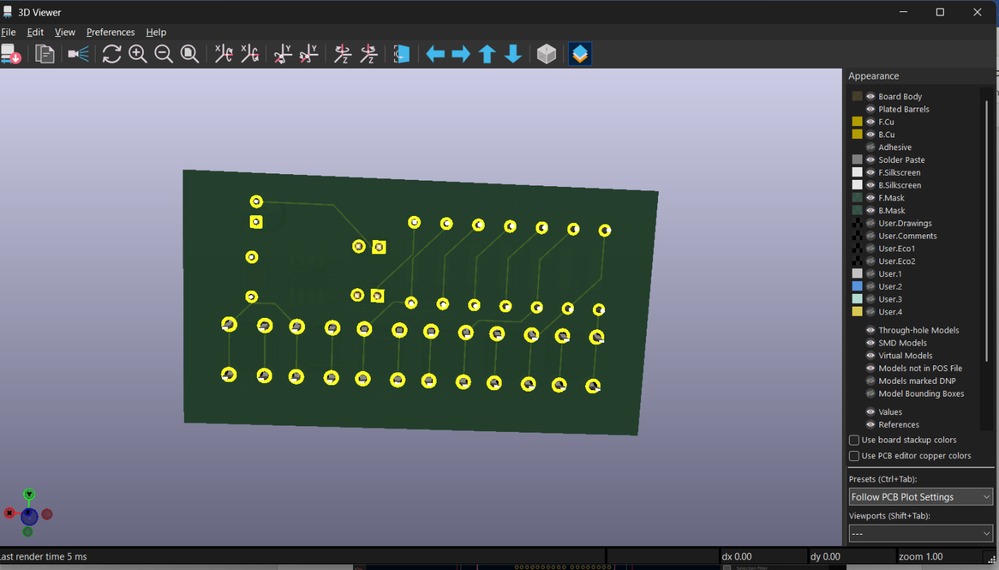 3D Viewer
File Edit View Preferences Help
Appearance
Board Body
Plated Barrels
F.Cu
B.Cu
Adhesive
Solder Paste
F.Silkscreen
B.Silkscreen
F.Mask
B.Mask
User.Drawings
User.Comments
User.Eco1
User.Eco2
User.1
User.2
User.3
User.4
Through-hole Models
SMD Models
Virtual Models
Models not in POS File
Models marked DNP
Model Bounding Boxes
Values
References
Use board stackup colors
Use PCB editor copper colors
Presets (Ctrl+Tab):
Follow PCB Plot Settings
Viewports (Shift+Tab):
---
Last render time 5 ms dx 0.00 dy 0.00 zoom 1.00
Selection Filter